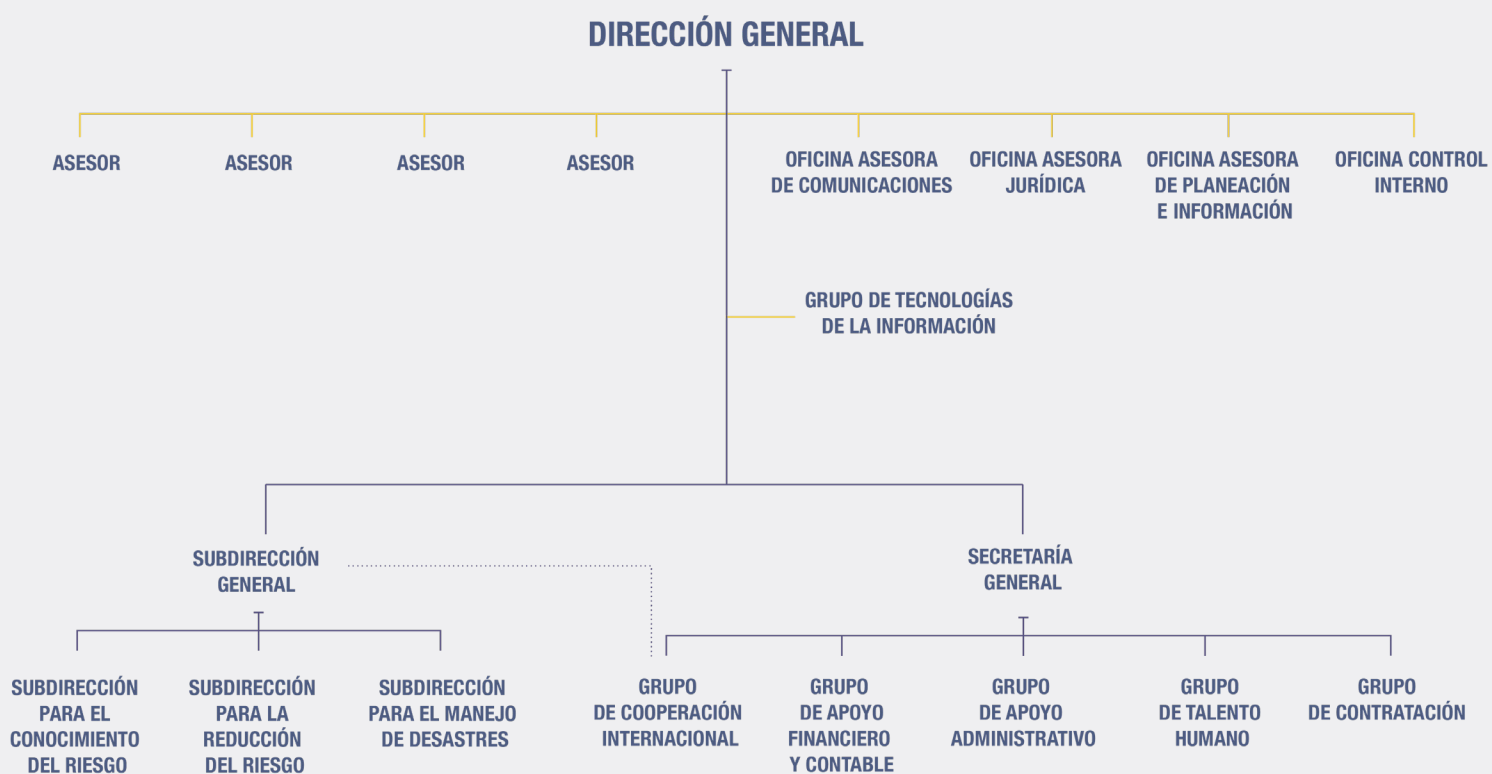 DIRECCIÓN GENERAL
ASESOR
ASESOR
ASESOR
ASESOR
OFICINA ASESORA
DE COMUNICACIONES
OFICINA ASESORA
JURÍDICA
OFICINA ASESORA
DE PLANEACIÓN
E INFORMACIÓN
OFICINA CONTROL
INTERNO
GRUPO DE TECNOLOGÍAS
DE LA INFORMACIÓN
SUBDIRECCIÓN
GENERAL
SECRETARÍA
GENERAL
SUBDIRECCIÓN
PARA EL
CONOCIMIENTO
DEL RIESGO
SUBDIRECCIÓN
PARA LA
REDUCCIÓN
DEL RIESGO
SUBDIRECCIÓN
PARA EL MANEJO
DE DESASTRES
GRUPO
DE COOPERACIÓN
INTERNACIONAL
GRUPO
DE APOYO
FINANCIERO
Y CONTABLE
GRUPO
DE APOYO
ADMINISTRATIVO
GRUPO
DE TALENTO
HUMANO
GRUPO
DE CONTRATACIÓN